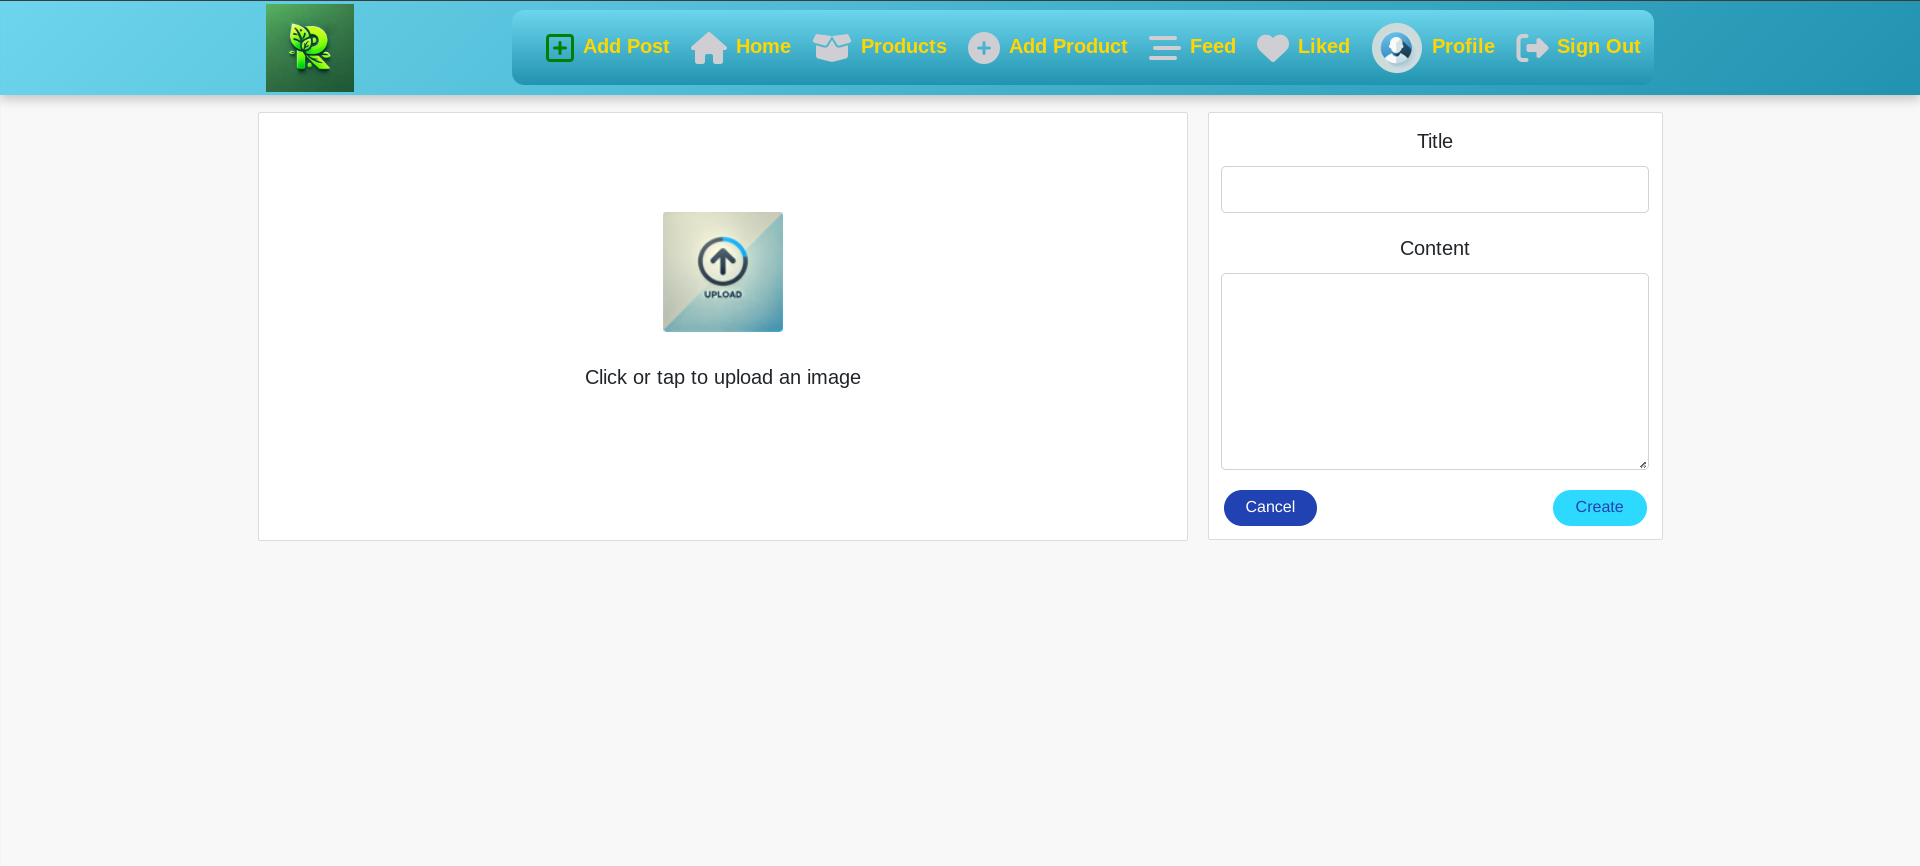 Add Post Home Products Add Product Feed Liked Profile Sign Out
UPLOAD
Click or tap to upload an image
Title
Content
Cancel Create